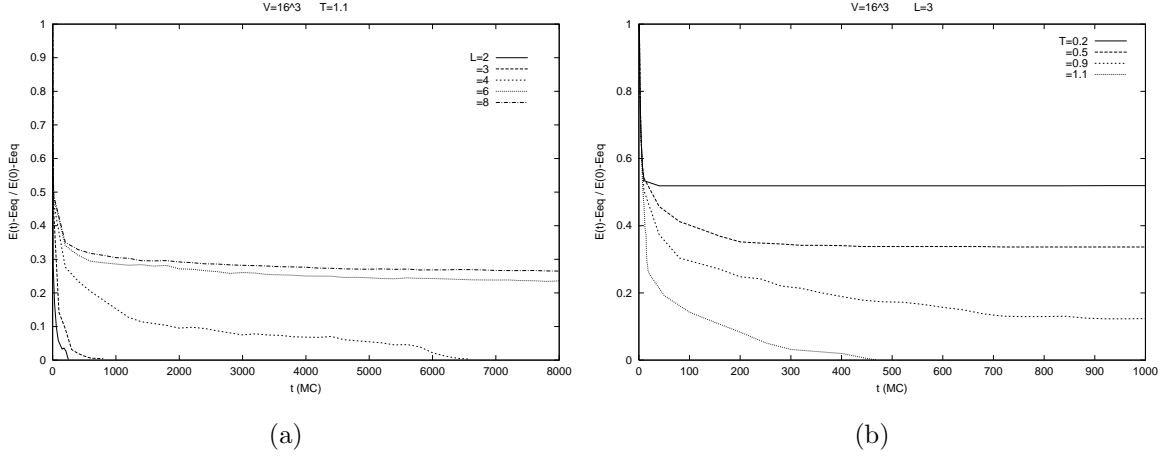 V=16^3 T=1.1
L=2
=3
=4
=6
=8
E(t)-Eeq / E(0)-Eeq
1
0.9
0.8
0.7
0.6
0.5
0.4
0.3
0.2
0.1
0
0 1000 2000 3000 4000 5000 6000 7000 8000
t (MC)
(a)
V=16^3 L=3
T=0.2
=0.5
=0.9
=1.1
E(t)-Eeq / E(0)-Eeq
1
0.8
0.6
0.4
0.2
0
0 100 200 300 400 500 600 700 800 900 1000
t (MC)
(b)